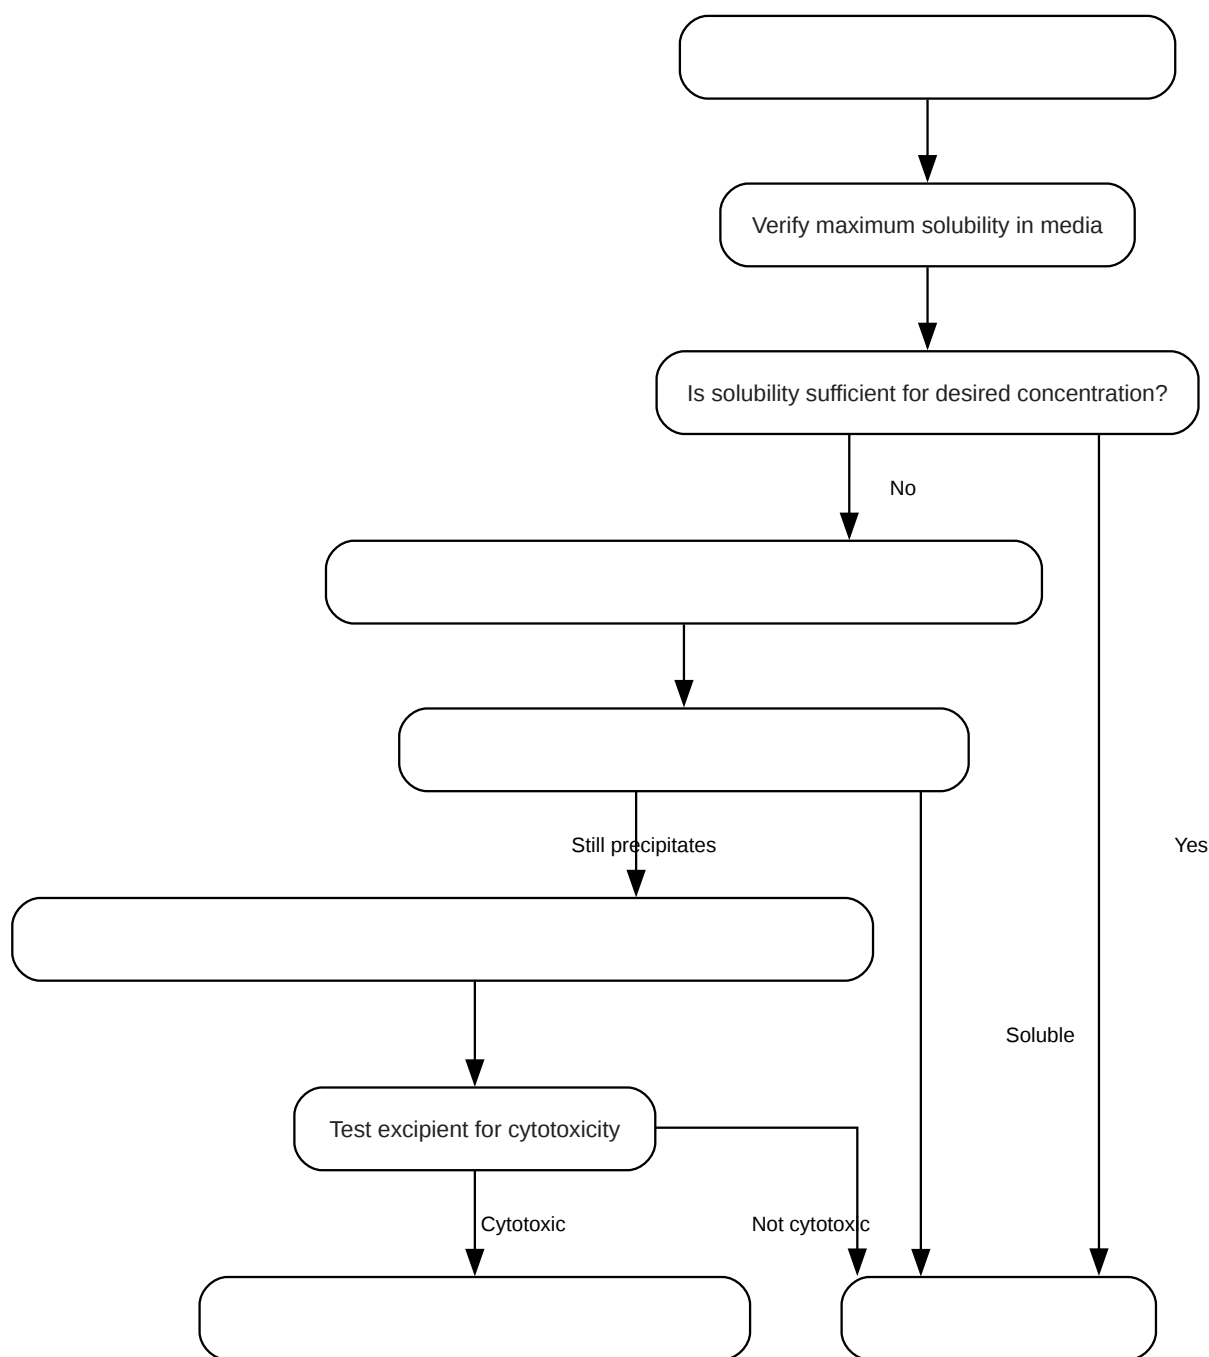 Verify maximum solubility in media
Is solubility sufficient for desired concentration?
No
Still precipitates
Yes
Soluble
Test excipient for cytotoxicity
Cytotoxic
Not cytotoxic